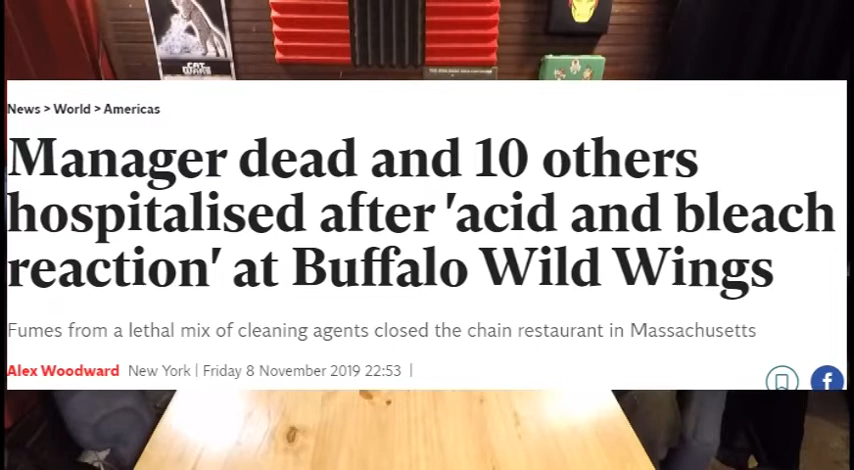 News > World > Americas
Manager dead and 10 others
hospitalised after 'acid and bleach
reaction' at Buffalo Wild Wings
Fumes from a lethal mix of cleaning agents closed the chain restaurant in Massachusetts
Alex Woodward New York | Friday 8 November 2019 22:53 |
f